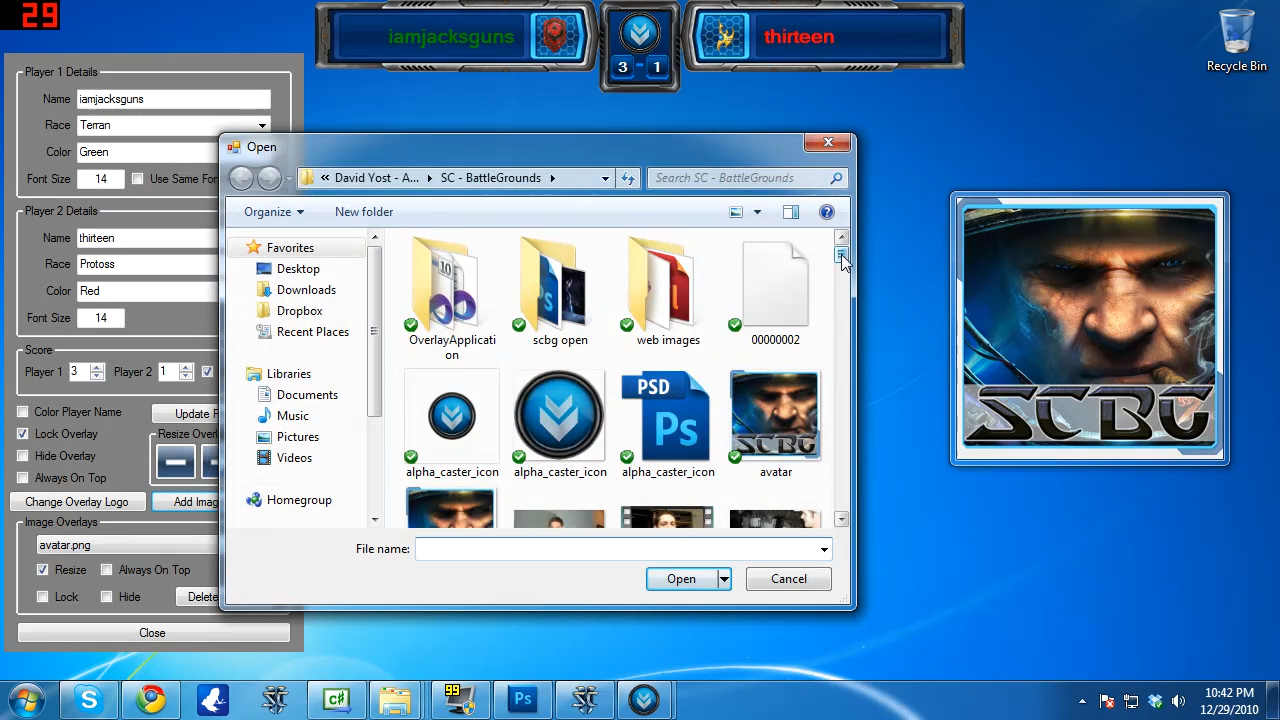 29
iamjacksguns
thirteen
3 - 1
Recycle Bin
Player 1 Details
Name iamjacksguns
Race Terran
Color Green
Font Size 14 Use Same Fon
Player 2 Details
Name thirteen
Race Protoss
Color Red
Font Size 14
Score
Player 1 3 Player 2 1
Color Player Name
Update
Lock Overlay
Resize Overl
Hide Overlay
Always On Top
Change Overlay Logo
Add Imag
Image Overlays
avatar.png
Resize Always On Top
Lock Hide Delete
Close
Open
« David Yost - A... SC - BattleGrounds
Search SC - BattleGrounds
Organize New folder
Favorites
Desktop
Downloads
Dropbox
Recent Places
Libraries
Documents
Music
Pictures
Videos
Homegroup
10
OverlayApplicati
on
scbg open
web images
00000002
PSD
Ps
SCBG
alpha_caster_icon
alpha_caster_icon
alpha_caster_icon
avatar
File name:
Open
Cancel
SCBG
99
Ps
10:42 PM
12/29/2010